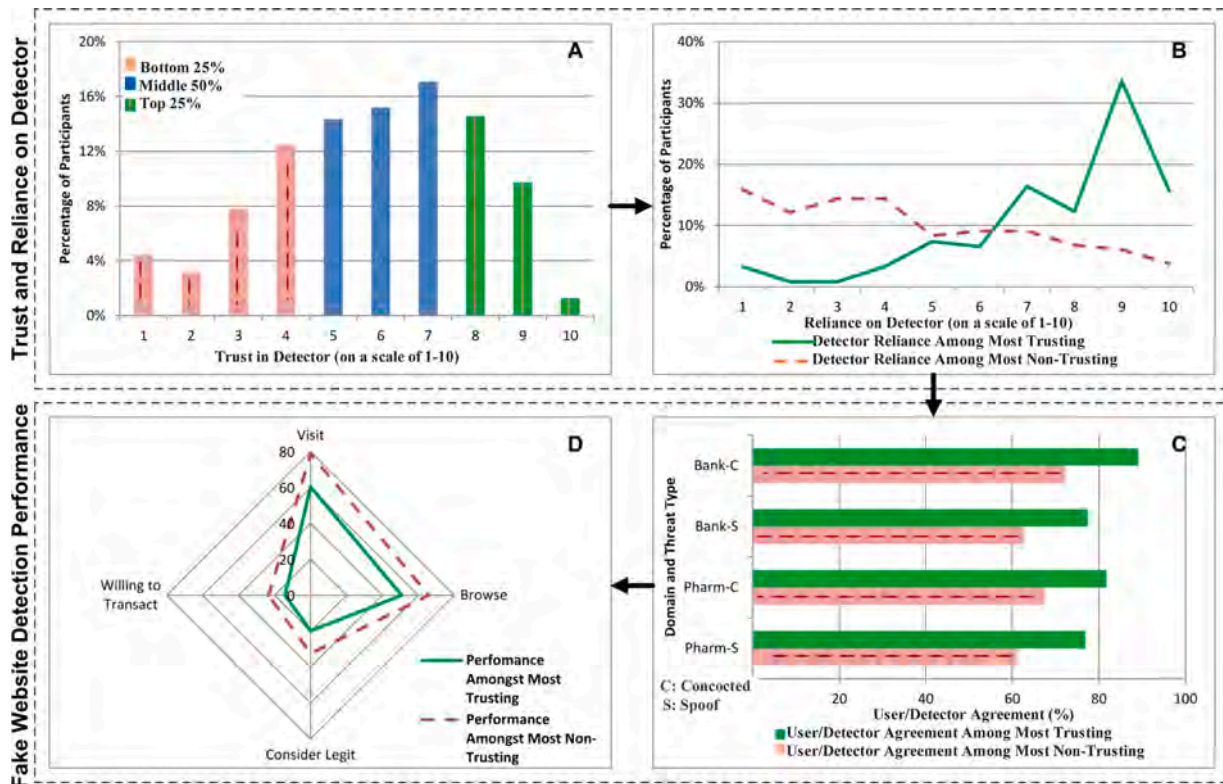 Trust and Reliance on Detector
A
20%
16%
12%
8%
4%
0%
Percentage of Participants
Bottom 25%
Middle 50%
Top 25%
1 2 3 4 5 6 7 8 9 10
Trust in Detector (on a scale of 1-10)
B
40%
30%
20%
10%
0%
Percentage of Participants
1 2 3 4 5 6 7 8 9 10
Reliance on Detector (on a scale of 1-10)
Detector Reliance Among Most Trusting
Detector Reliance Among Most Non-Trusting
Fake Website Detection Performance
D
Visit
80
60
40
20
0
Willing to
Transact
Browse
Consider Legit
Perfomance
Amongst Most
Trusting
Performance
Amongst Most Non-
Trusting
C
Domain and Threat Type
Bank-C
Bank-S
Pharm-C
Pharm-S
C: Concocted
S: Spoof
20 40 60 80 100
User/Detector Agreement (%)
User/Detector Agreement Among Most Trusting
User/Detector Agreement Among Most Non-Trusting